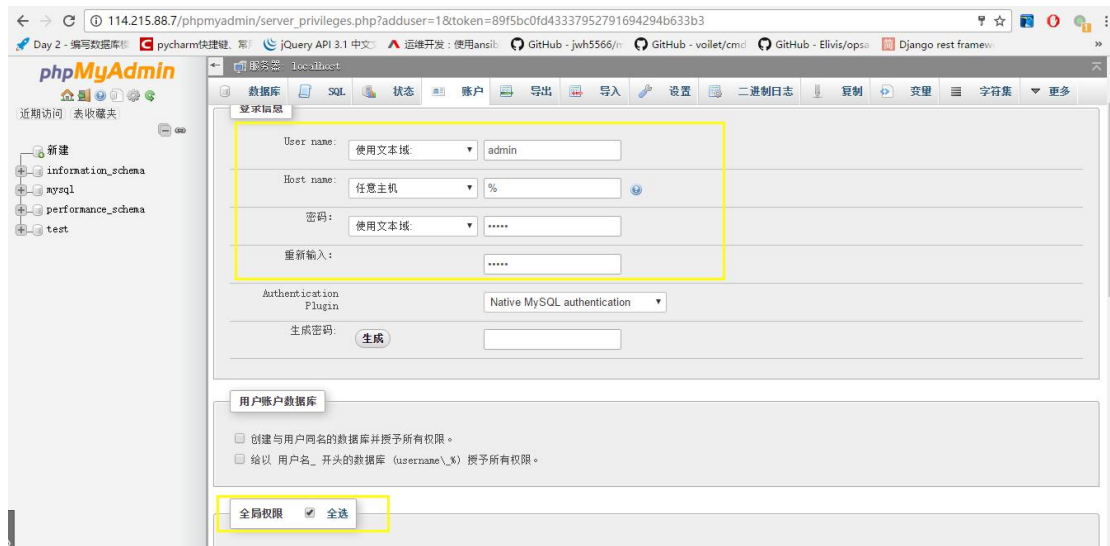 114.215.88.7/phpmyadmin/server_privileges.php?adduser=1&token=89f5bc0fd43337952791694294b633b3
Day 2 - 编写数据库 pycharm快捷键、常 jQuery API 3.1 中文 运维开发：使用ansib GitHub - jwh5566/ GitHub - voilet/cmd GitHub - Elivis/opsa Django rest framew »
phpMyAdmin
近期访问 表收藏夹
新建
information_schema
mysql
performance_schema
test
服务器: localhost
数据库 SQL 状态 账户 导出 导入 设置 二进制日志 复制 变量 字符集 更多
登录信息
User name: 使用文本域: admin
Host name: 任意主机 %
密码: 使用文本域: •••••
重新输入: •••••
Authentication
Plugin
Native MySQL authentication
生成密码: 生成
用户账户数据库
创建与用户同名的数据库并授予所有权限。
给以 用户名_ 开头的数据库 (username\_%) 授予所有权限。
全局权限 全选